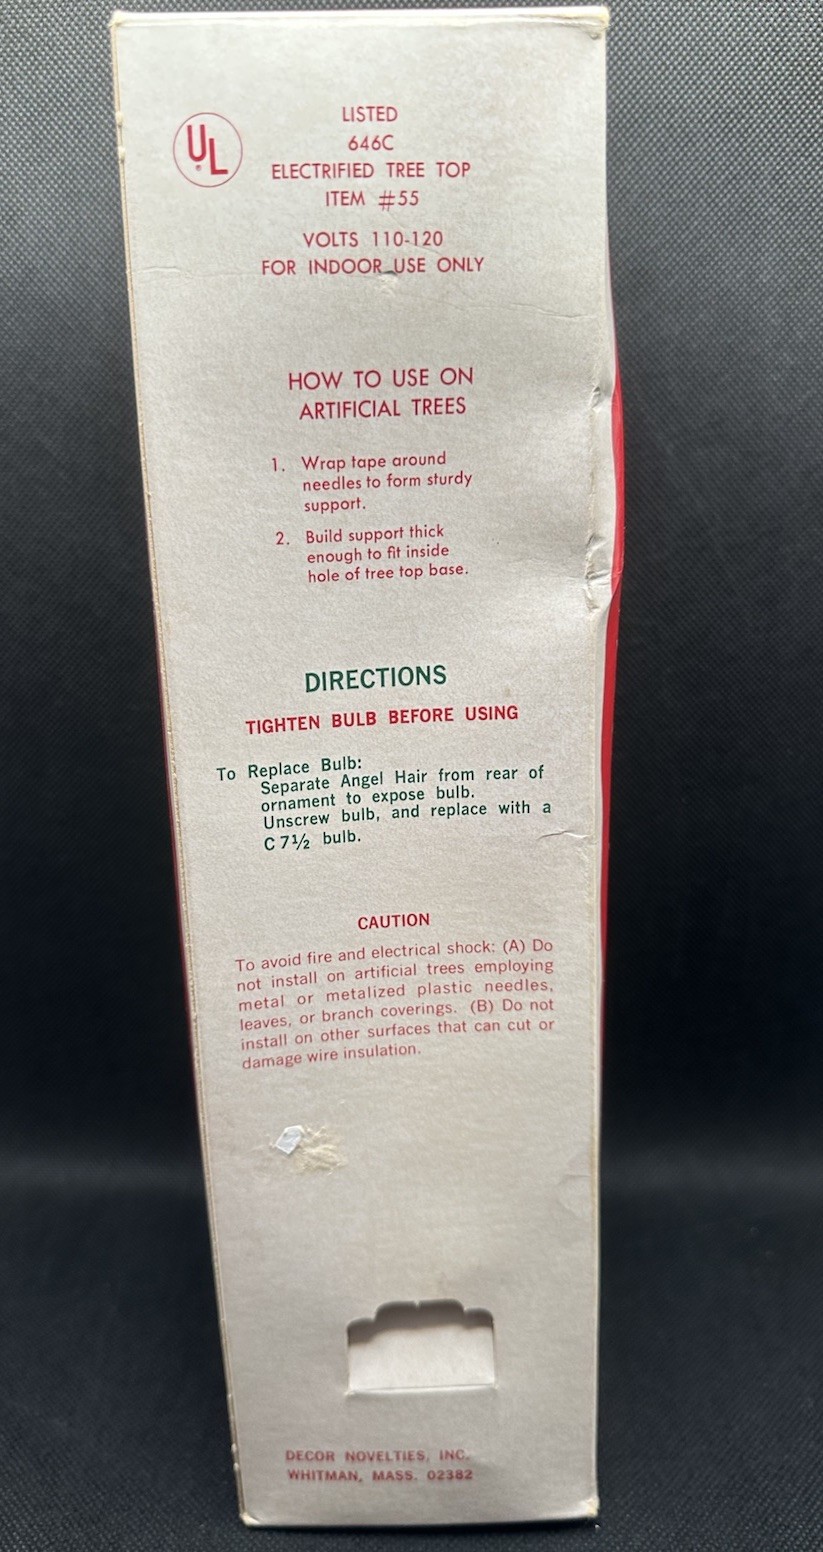 UL
LISTED
646C
ELECTRIFIED TREE TOP
ITEM #55
VOLTS 110-120
FOR INDOOR USE ONLY
HOW TO USE ON
ARTIFICIAL TREES
1. Wrap tape around
needles to form sturdy
support.
2. Build support thick
enough to fit inside
hole of tree top base.
DIRECTIONS
TIGHTEN BULB BEFORE USING
To Replace Bulb:
Separate Angel Hair from rear of
ornament to expose bulb.
Unscrew bulb, and replace with a
C 7½ bulb.
CAUTION
To avoid fire and electrical shock: (A) Do
not install on artificial trees employing
metal or metalized plastic needles,
leaves, or branch coverings. (B) Do not
install on other surfaces that can cut or
damage wire insulation.
DECOR NOVELTIES, INC.
WHITMAN, MASS. 02382